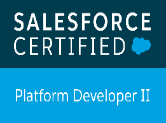 SALESFORCE
CERTIFIED
Platform Developer II